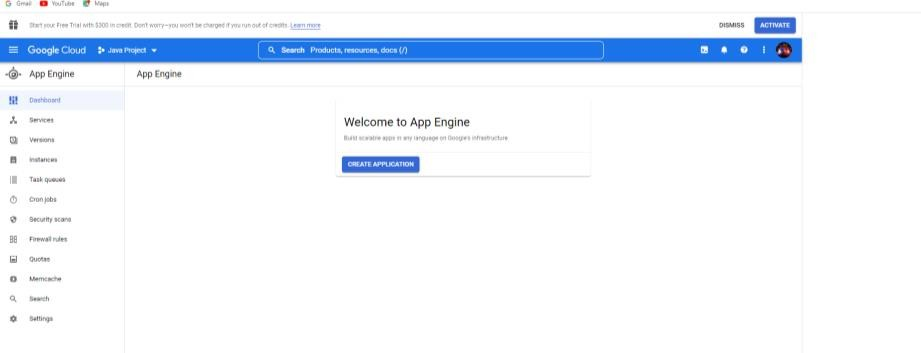 Gmail YouTube Maps
Start your Free Trial with $300 in credit. Don't worry—you won't be charged if you run out of credits. Learn more DISMISS ACTIVATE
Google Cloud Java Project Search Products, resources, docs (/)
App Engine App Engine
Dashboard
Services
Versions
Instances
Task queues
Cron jobs
Security scans
Firewall rules
Quotas
Memcache
Search
Settings
Welcome to App Engine
Build scalable apps in any language on Google's infrastructure
CREATE APPLICATION